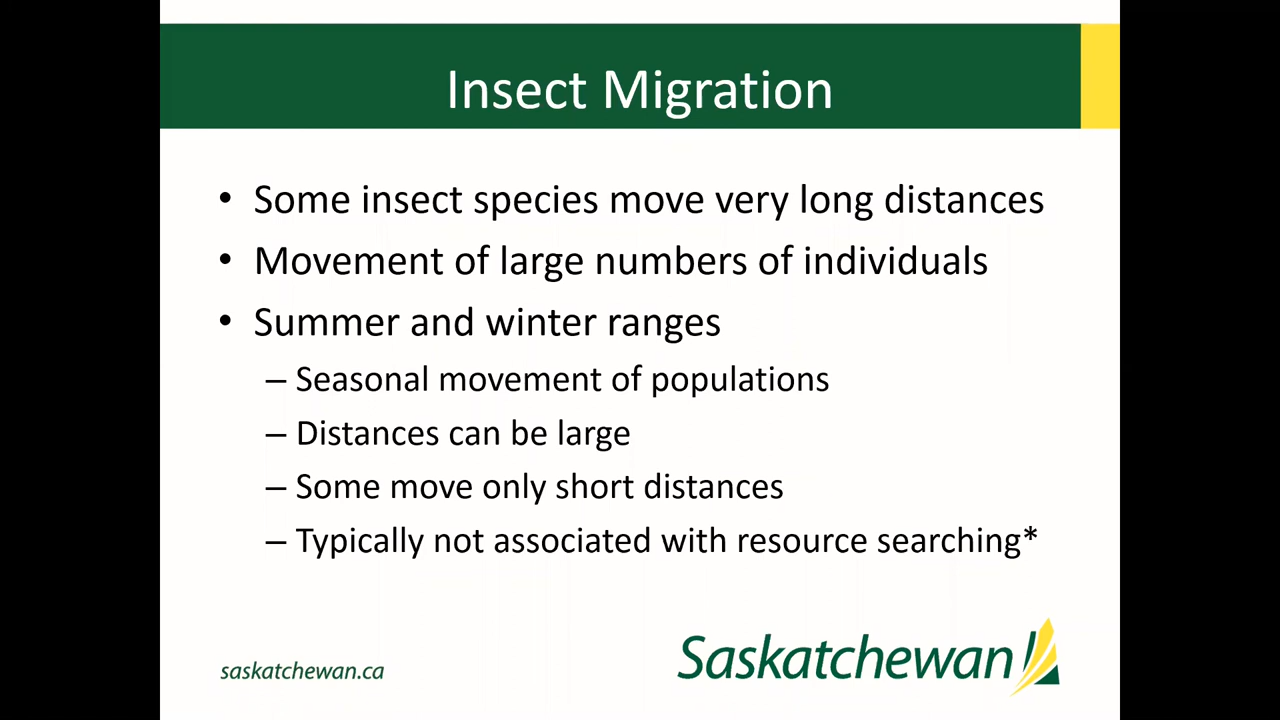 Insect Migration
• Some insect species move very long distances
• Movement of large numbers of individuals
• Summer and winter ranges
– Seasonal movement of populations
– Distances can be large
– Some move only short distances
– Typically not associated with resource searching*
saskatchewan.ca
Saskatchewan